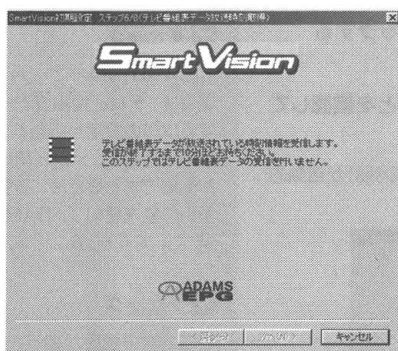 SmartVision初期設定 ステップ6/8(テレビ番組表データ放送時刻取得)
Smart Vision
テレビ番組表データが放送されている時刻情報を受信します。
受信が終了するまで10分ほどお待ちください。
このステップではテレビ番組表データの受信を行いません。
ADAMS
EPG
キャンセル